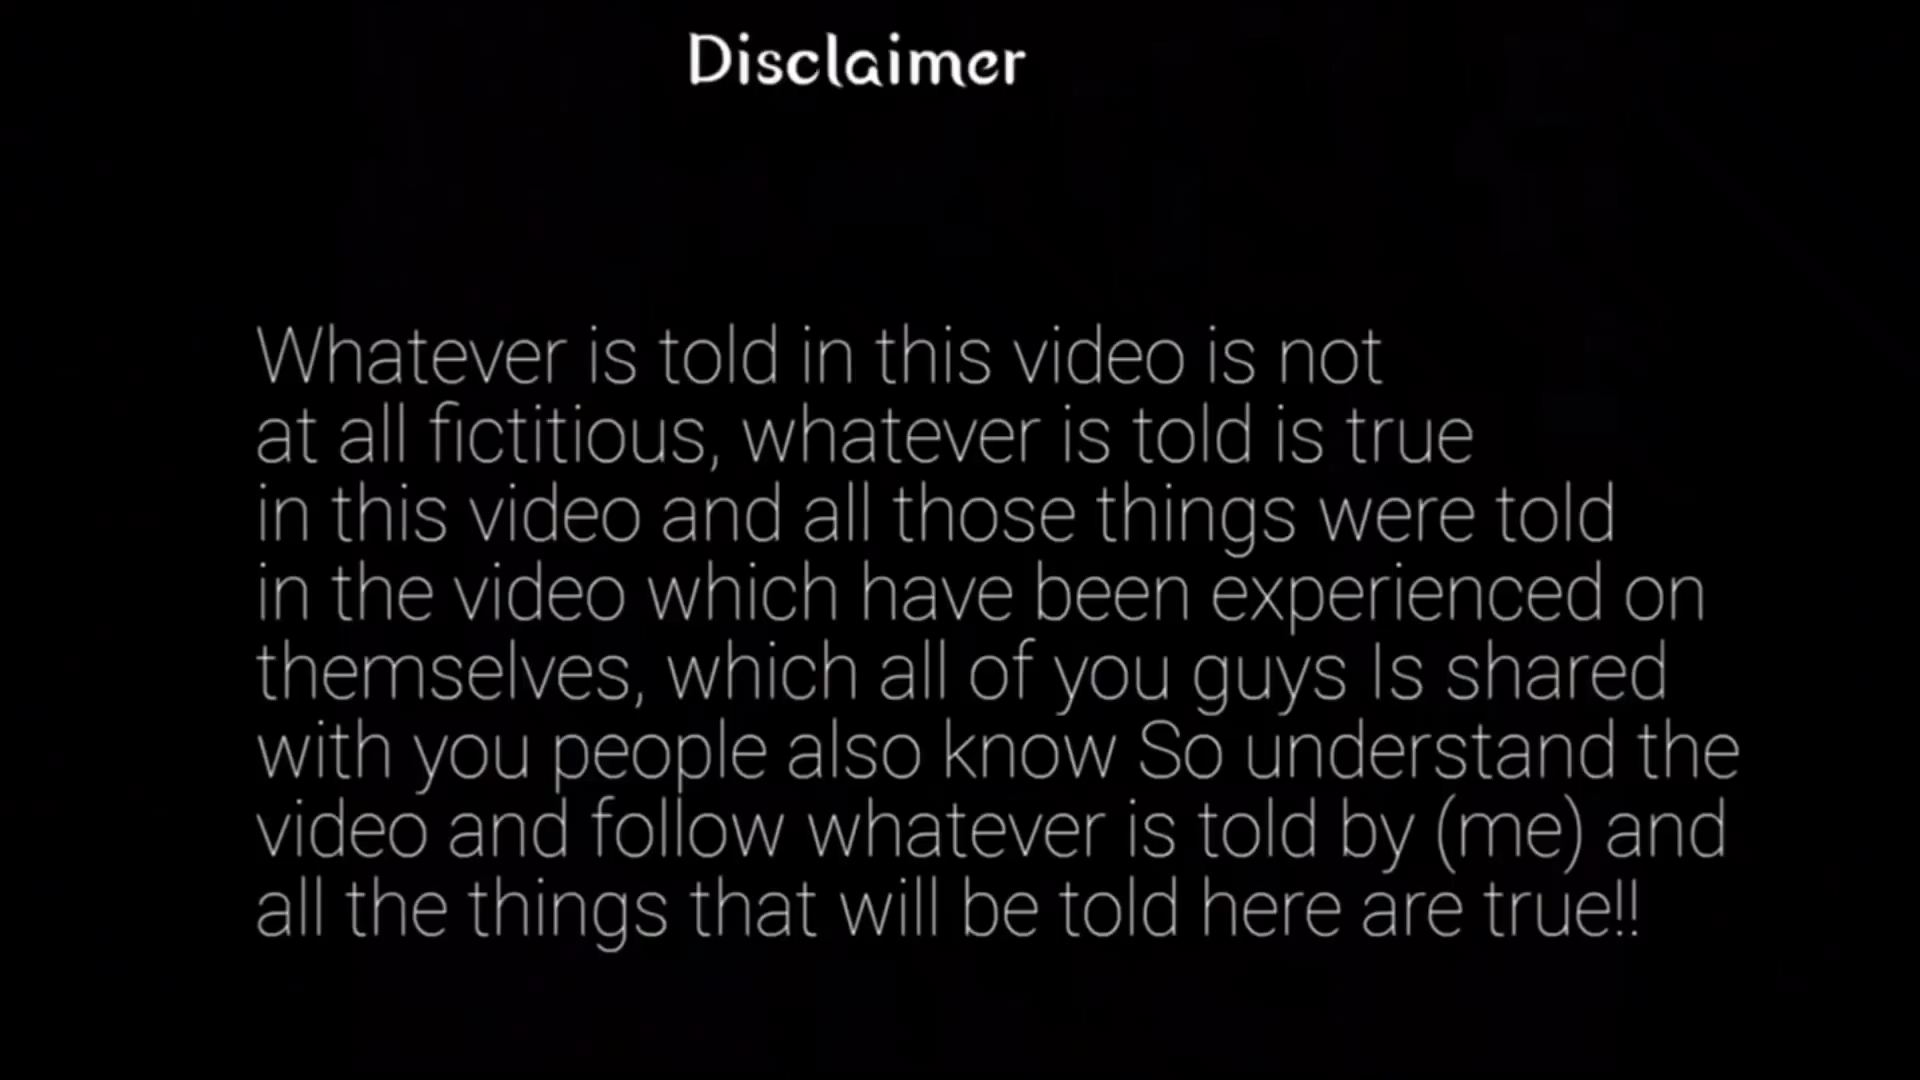 Disclaimer
Whatever is told in this video is not
at all fictitious, whatever is told is true
in this video and all those things were told
in the video which have been experienced on
themselves, which all of you guys Is shared
with you people also know So understand the
video and follow whatever is told by (me) and
all the things that will be told here are true!!